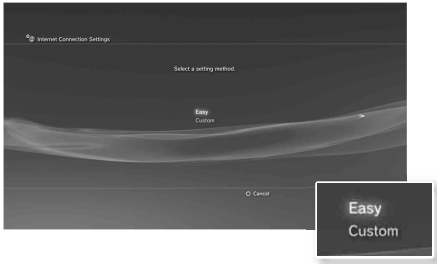 Internet Connection Settings
Select a setting method.
Easy
Custom
Cancel
Easy
Custom